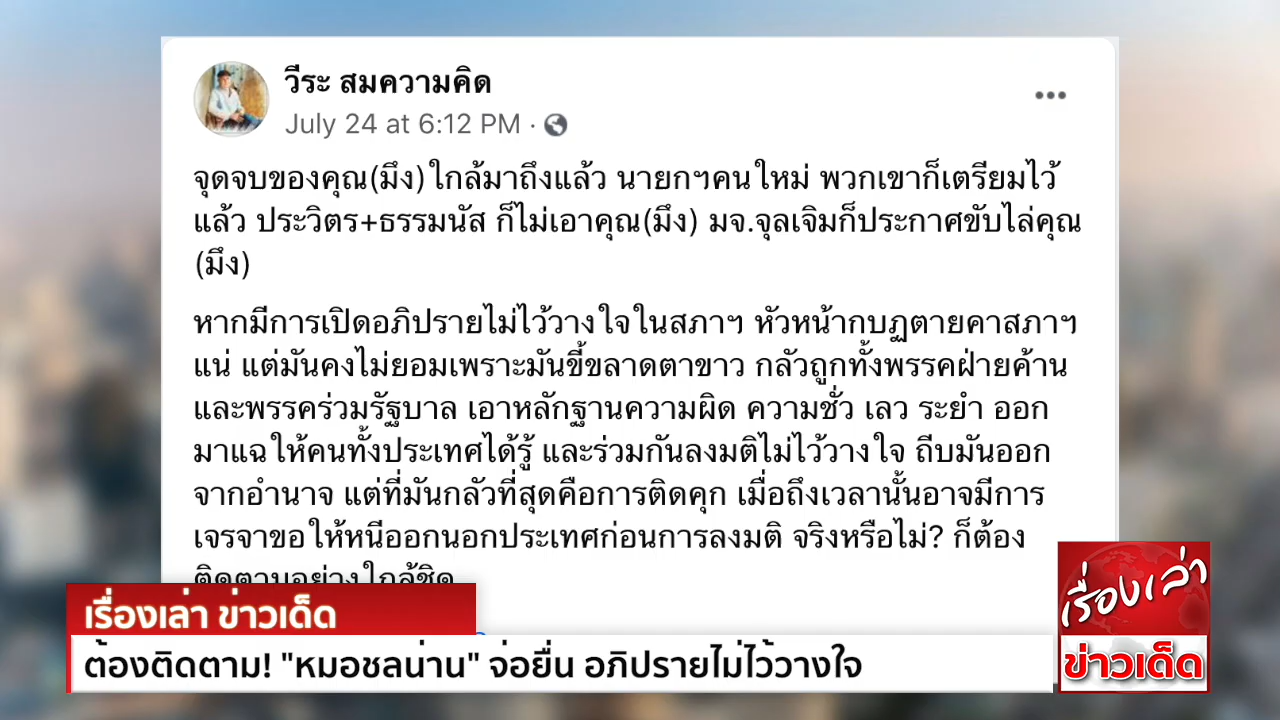 วีระ สมความคิด
July 24 at 6:12 PM ·
จุดจบของคุณ(มึง)ใกล้มาถึงแล้ว นายกฯคนใหม่ พวกเขาก็เตรียมไว้
แล้ว ประวิตร+ธรรมนัส ก็ไม่เอาคุณ(มึง) มจ.จุลเจิมก็ประกาศขับไล่คุณ
(มึง)
หากมีการเปิดอภิปรายไม่ไว้วางใจในสภาฯ หัวหน้ากบฏตายคาสภาฯ
แน่ แต่มันคงไม่ยอมเพราะมันขี้ขลาดตาขาว กลัวถูกทั้งพรรคฝ่ายค้าน
และพรรคร่วมรัฐบาล เอาหลักฐานความผิด ความชั่ว เลว ระยำ ออก
มาแฉให้คนทั้งประเทศได้รู้ และร่วมกันลงมติไม่ไว้วางใจ ถีบมันออก
จากอำนาจ แต่ที่มันกลัวที่สุดคือการติดคุก เมื่อถึงเวลานั้นอาจมีการ
เจรจาขอให้หนีออกนอกประเทศก่อนการลงมติ จริงหรือไม่? ก็ต้อง
ติดตามอย่างใกล้ชิด
เรื่องเล่า ข่าวเด็ด
ต้องติดตาม! "หมอชลน่าน" จ่อยื่น อภิปรายไม่ไว้วางใจ
เรื่องเล่า
ข่าวเด็ด